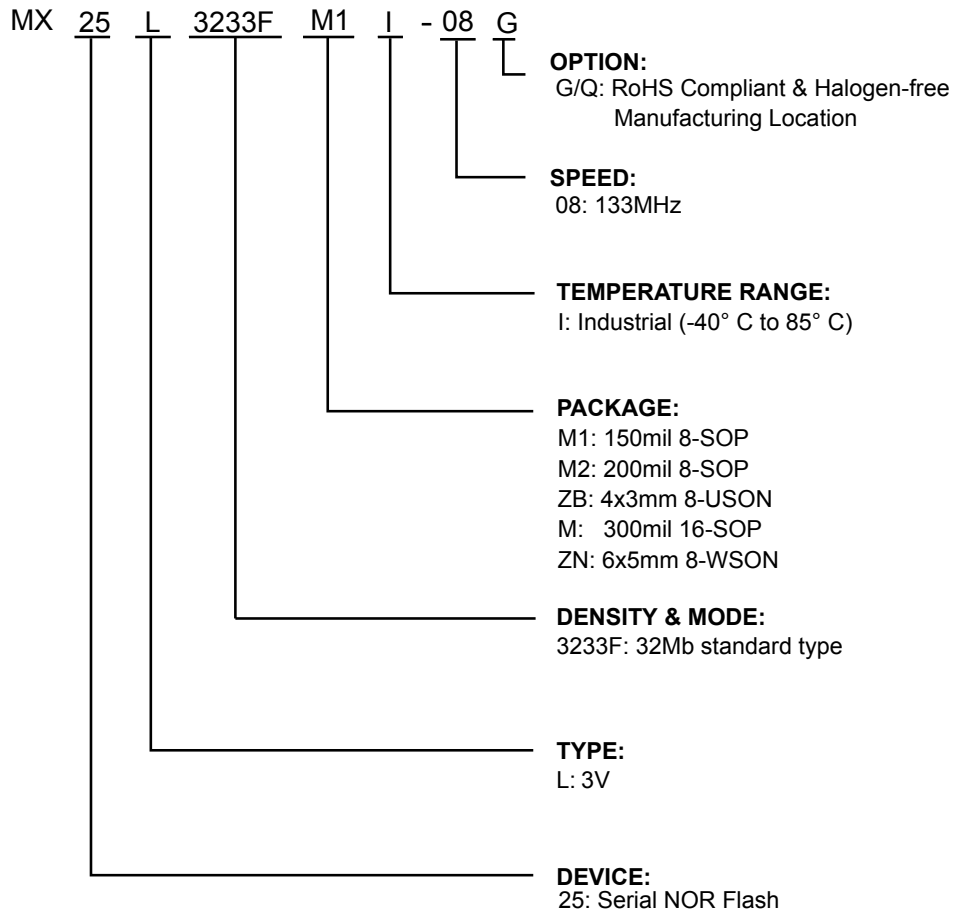 MX 25 L 3233F M1 I - 08 G
OPTION:
G/Q: RoHS Compliant & Halogen-free
Manufacturing Location
SPEED:
08: 133MHz
TEMPERATURE RANGE:
I: Industrial (-40° C to 85° C)
PACKAGE:
M1: 150mil 8-SOP
M2: 200mil 8-SOP
ZB: 4x3mm 8-USON
M: 300mil 16-SOP
ZN: 6x5mm 8-WSON
DENSITY & MODE:
3233F: 32Mb standard type
TYPE:
L: 3V
DEVICE:
25: Serial NOR Flash